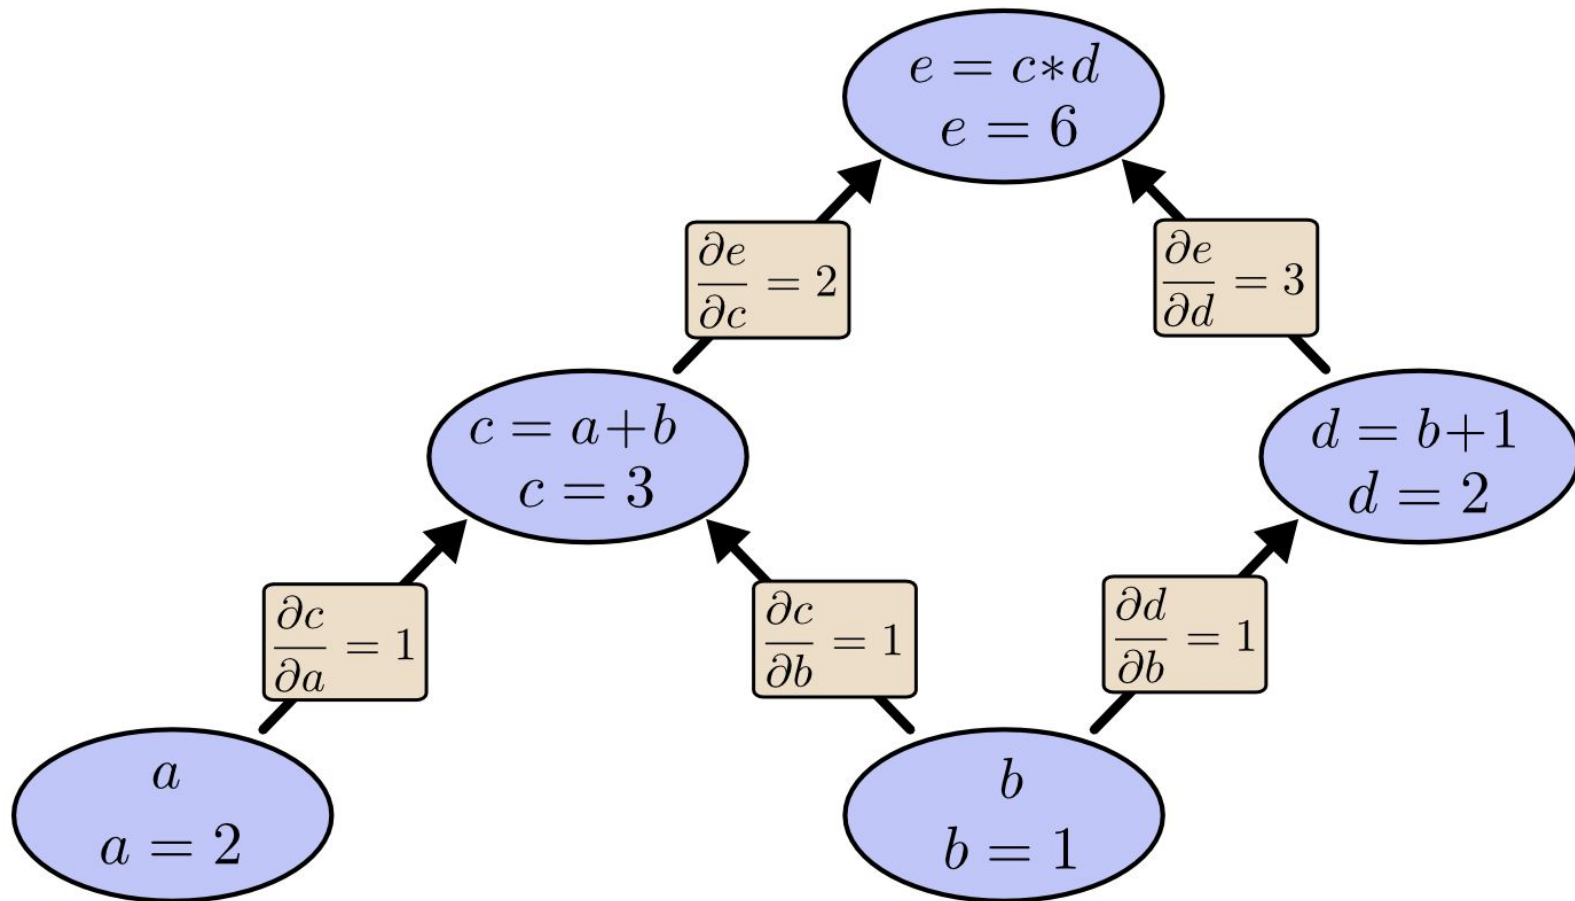 e = c*d
e = 6
∂e/∂c = 2
∂e/∂d = 3
c = a+b
c = 3
d = b+1
d = 2
∂c/∂a = 1
∂c/∂b = 1
∂d/∂b = 1
a
a = 2
b
b = 1